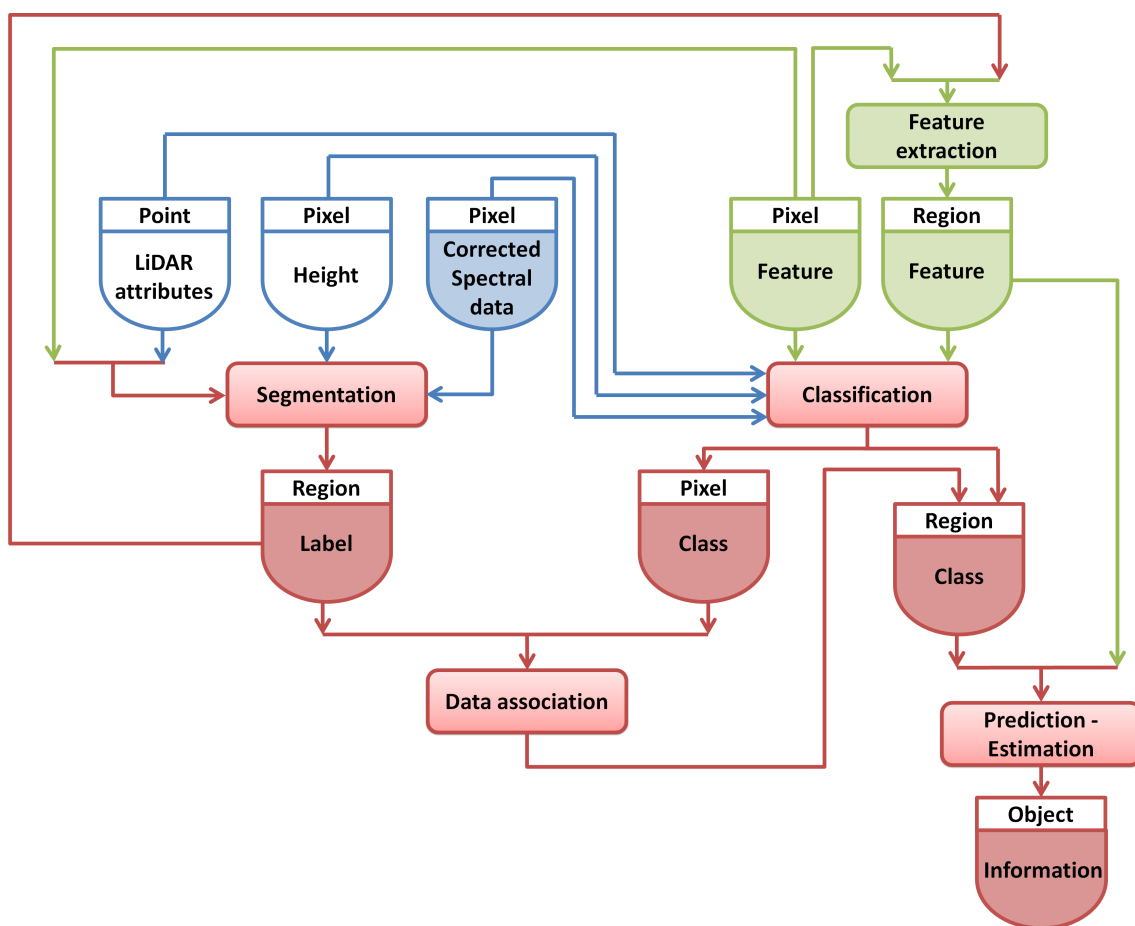 Feature
extraction
Point
LiDAR
attributes
Pixel
Height
Pixel
Corrected
Spectral
data
Pixel
Feature
Region
Feature
Segmentation
Classification
Region
Label
Pixel
Class
Region
Class
Data association
Prediction -
Estimation
Object
Information